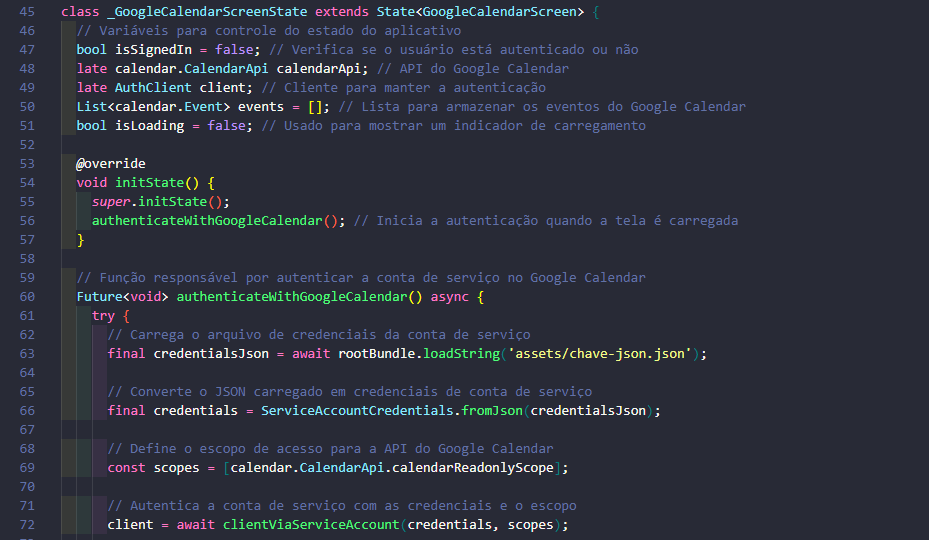 45 class _GoogleCalendarScreenState extends State<GoogleCalendarScreen> {
46 // Variáveis para controle do estado do aplicativo
47 bool isSignedIn = false; // Verifica se o usuário está autenticado ou não
48 late calendar.CalendarApi calendarApi; // API do Google Calendar
49 late AuthClient client; // Cliente para manter a autenticação
50 List<calendar.Event> events = []; // Lista para armazenar os eventos do Google Calendar
51 bool isLoading = false; // Usado para mostrar um indicador de carregamento
52
53 @override
54 void initState() {
55 super.initState();
56 authenticateWithGoogleCalendar(); // Inicia a autenticação quando a tela é carregada
57 }
58
59 // Função responsável por autenticar a conta de serviço no Google Calendar
60 Future<void> authenticateWithGoogleCalendar() async {
61 try {
62 // Carrega o arquivo de credenciais da conta de serviço
63 final credentialsJson = await rootBundle.loadString('assets/chave-json.json');
64
65 // Converte o JSON carregado em credenciais de conta de serviço
66 final credentials = ServiceAccountCredentials.fromJson(credentialsJson);
67
68 // Define o escopo de acesso para a API do Google Calendar
69 const scopes = [calendar.CalendarApi.calendarReadonlyScope];
70
71 // Autentica a conta de serviço com as credenciais e o escopo
72 client = await clientViaServiceAccount(credentials, scopes);